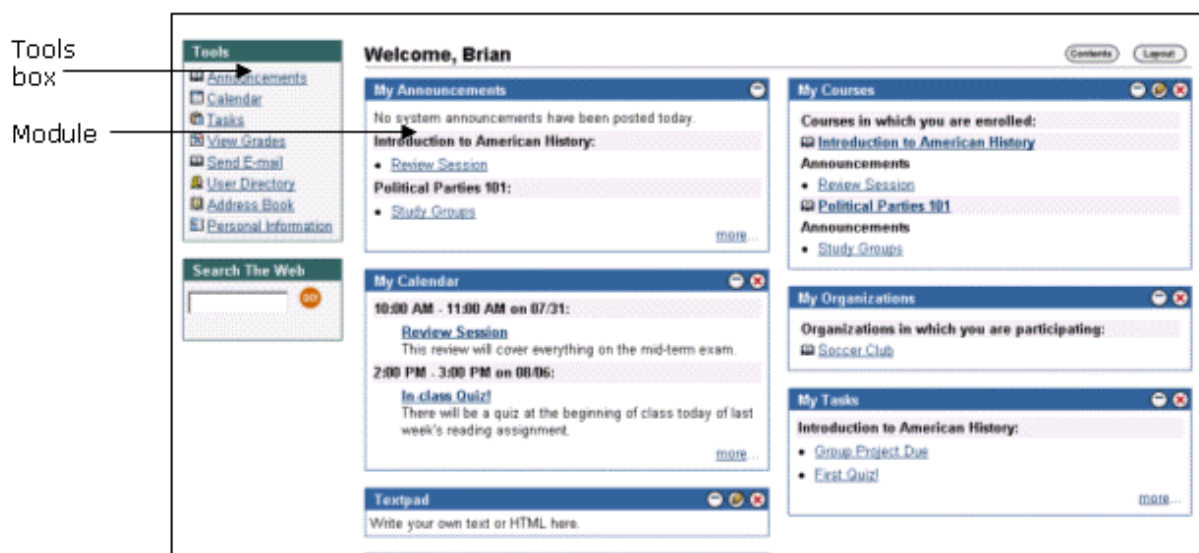 Tools
box
Module
Tools
Announcements
Calendar
Tasks
View Grades
Send E-mail
User Directory
Address Book
Personal Information
Search The Web
GO!
Welcome, Brian
Contents
Layout
My Announcements
No system announcements have been posted today.
Introduction to American History:
• Review Session
Political Parties 101:
• Study Groups
more...
My Calendar
10:00 AM - 11:00 AM on 07/31:
Review Session
This review will cover everything on the mid-term exam.
2:00 PM - 3:00 PM on 08/06:
In-class Quiz!
There will be a quiz at the beginning of class today of last
week's reading assignment.
more...
Textpad
Write your own text or HTML here.
My Courses
Courses in which you are enrolled:
Introduction to American History
Announcements
• Review Session
Political Parties 101
Announcements
• Study Groups
My Organizations
Organizations in which you are participating:
Soccer Club
My Tasks
Introduction to American History:
• Group Project Due
• First Quiz!
more...